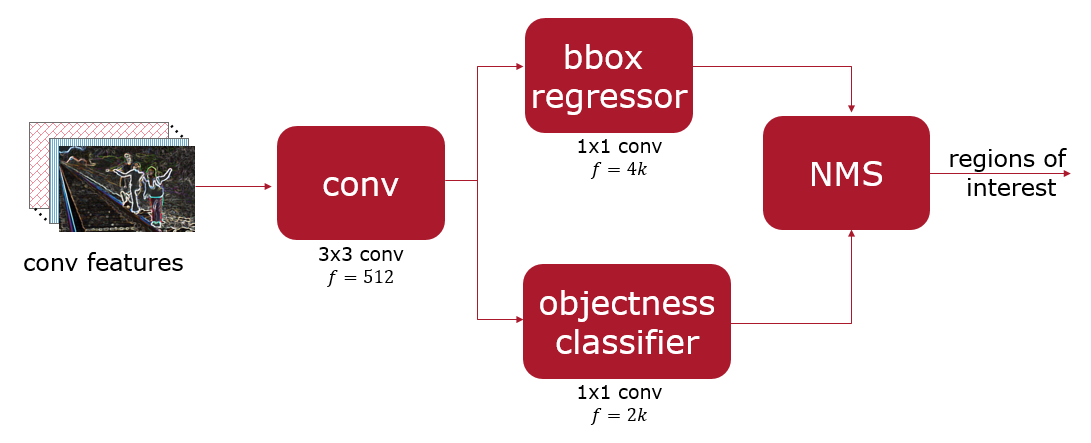 conv features
conv
3x3 conv
f = 512
bbox
regressor
1x1 conv
f = 4k
objectness
classifier
1x1 conv
f = 2k
NMS
regions of
interest